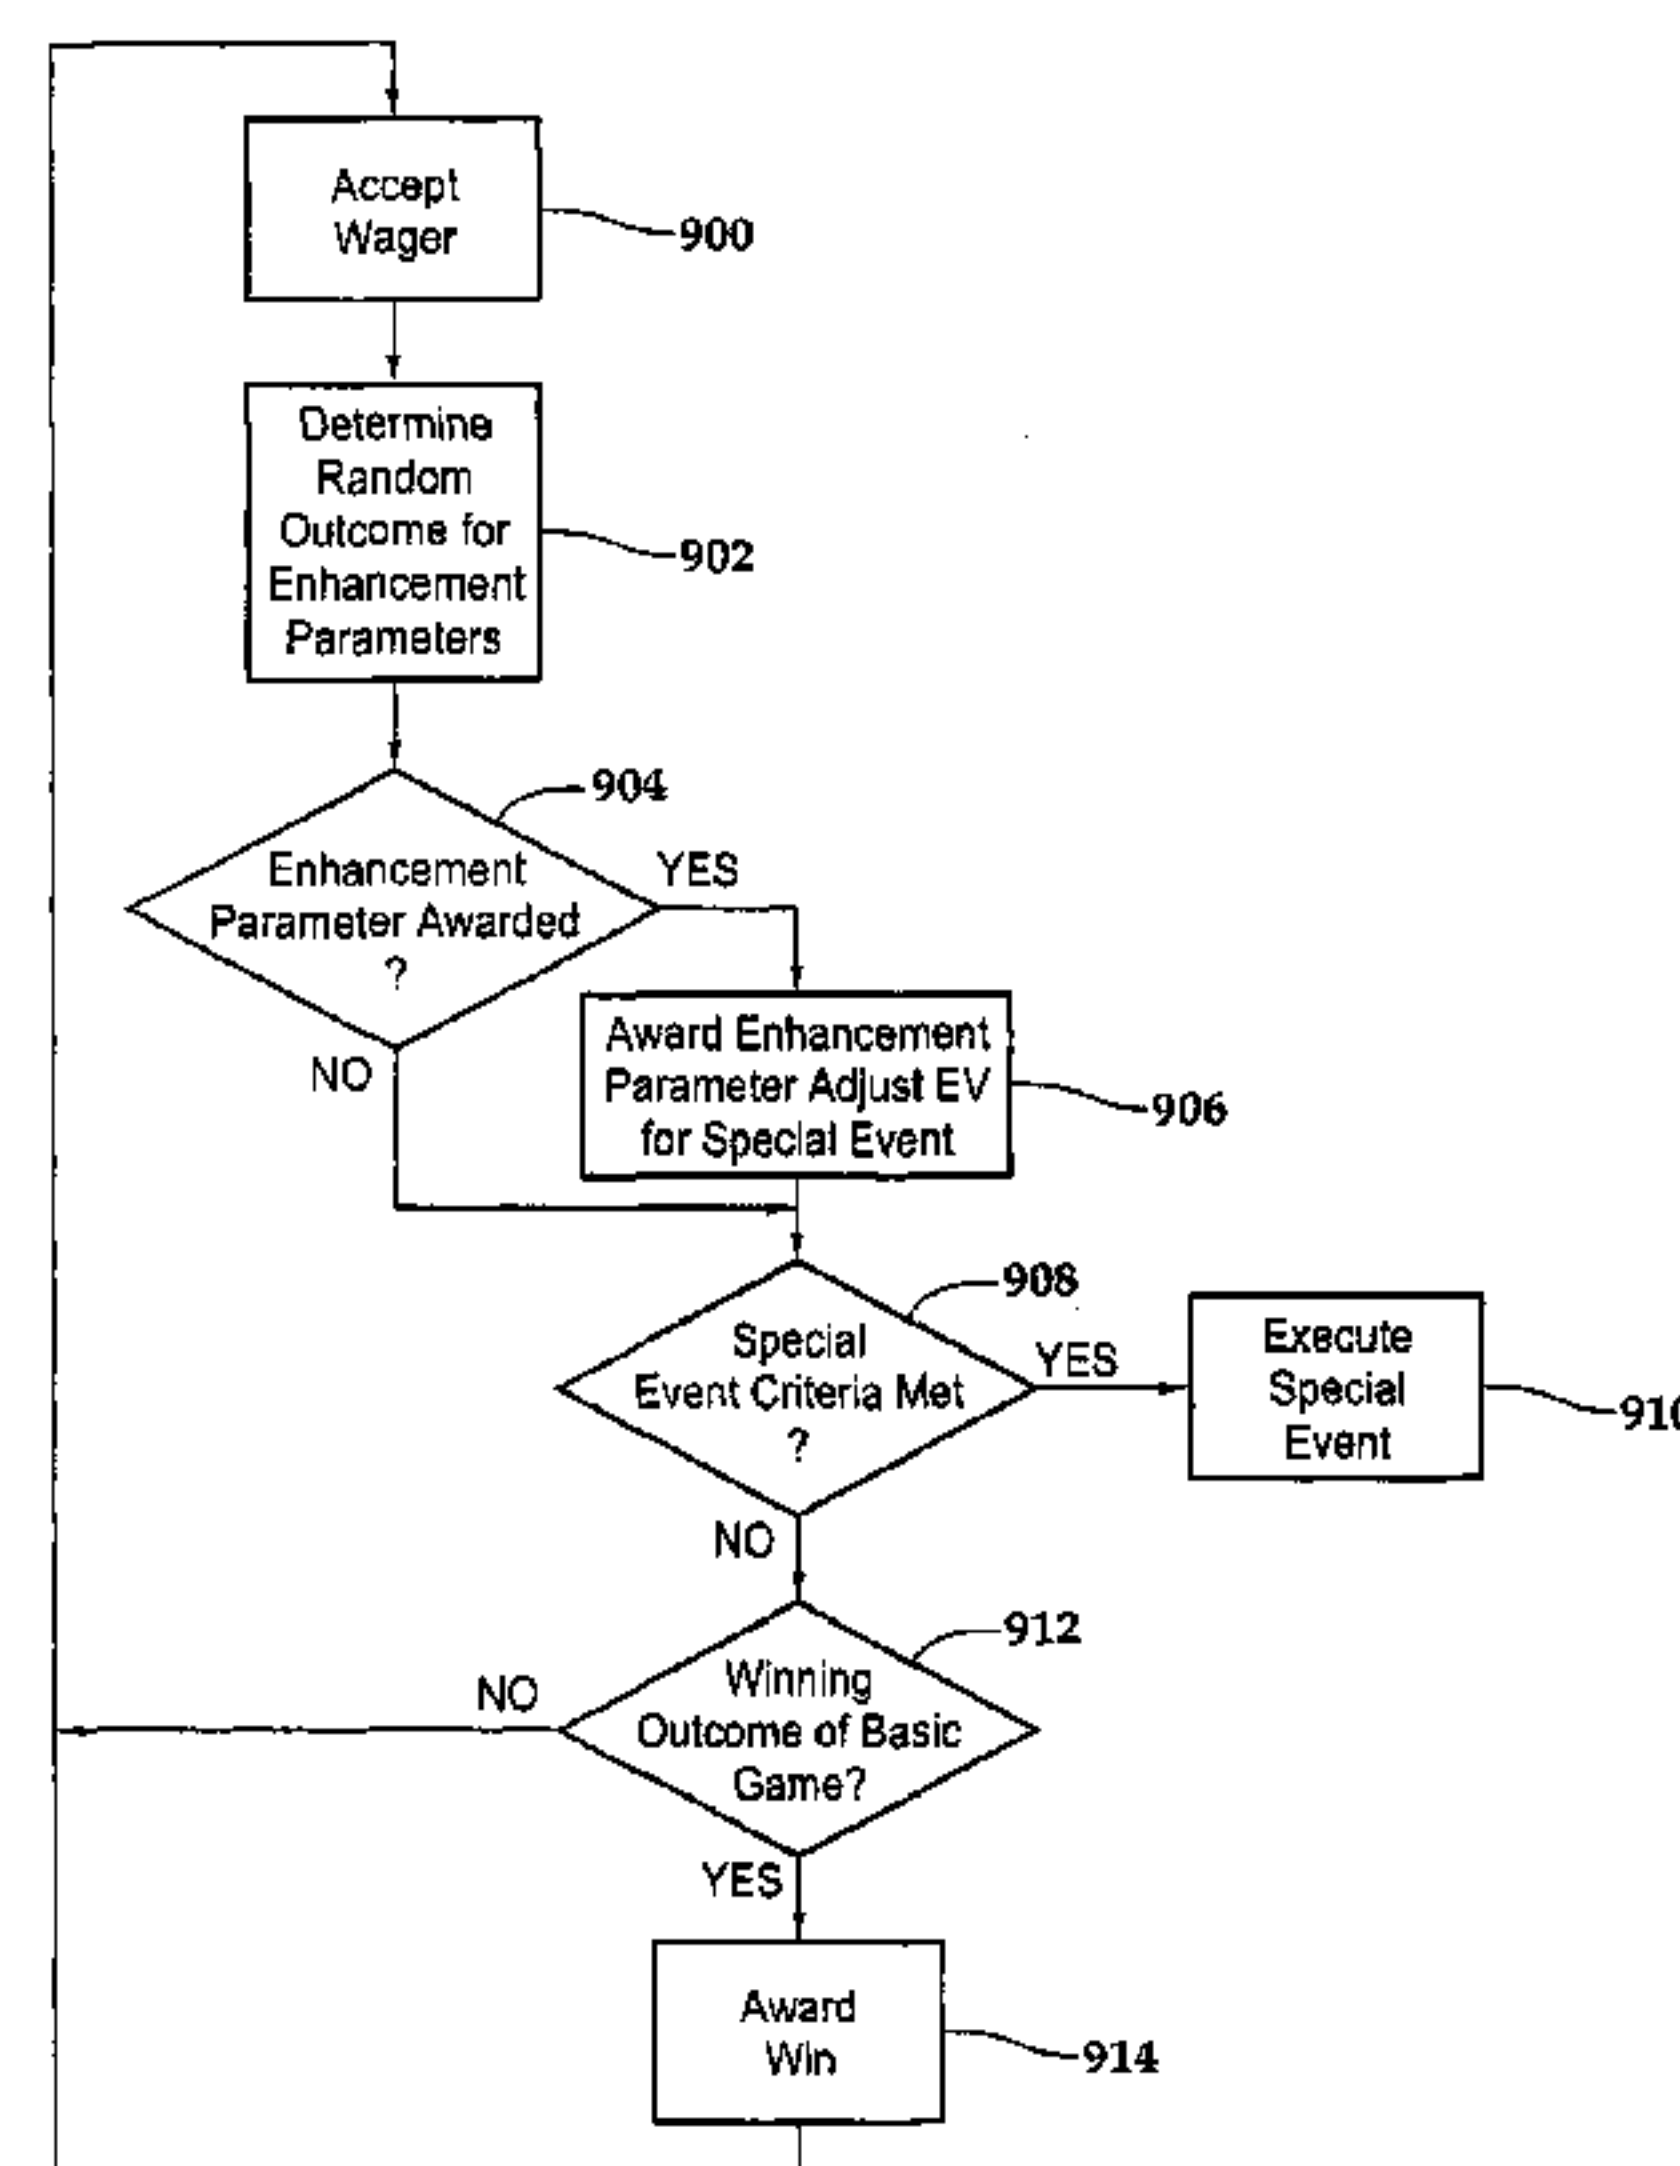 Accept
Wager
900
Determine
Random
Outcome for
Enhancement
Parameters
902
904
Enhancement
Parameter Awarded
?
YES
NO
Award Enhancement
Parameter Adjust EV
for Special Event
906
908
Special
Event Criteria Met
?
YES
Execute
Special
Event
910
NO
912
Winning
Outcome of Basic
Game?
NO
YES
Award
Win
914